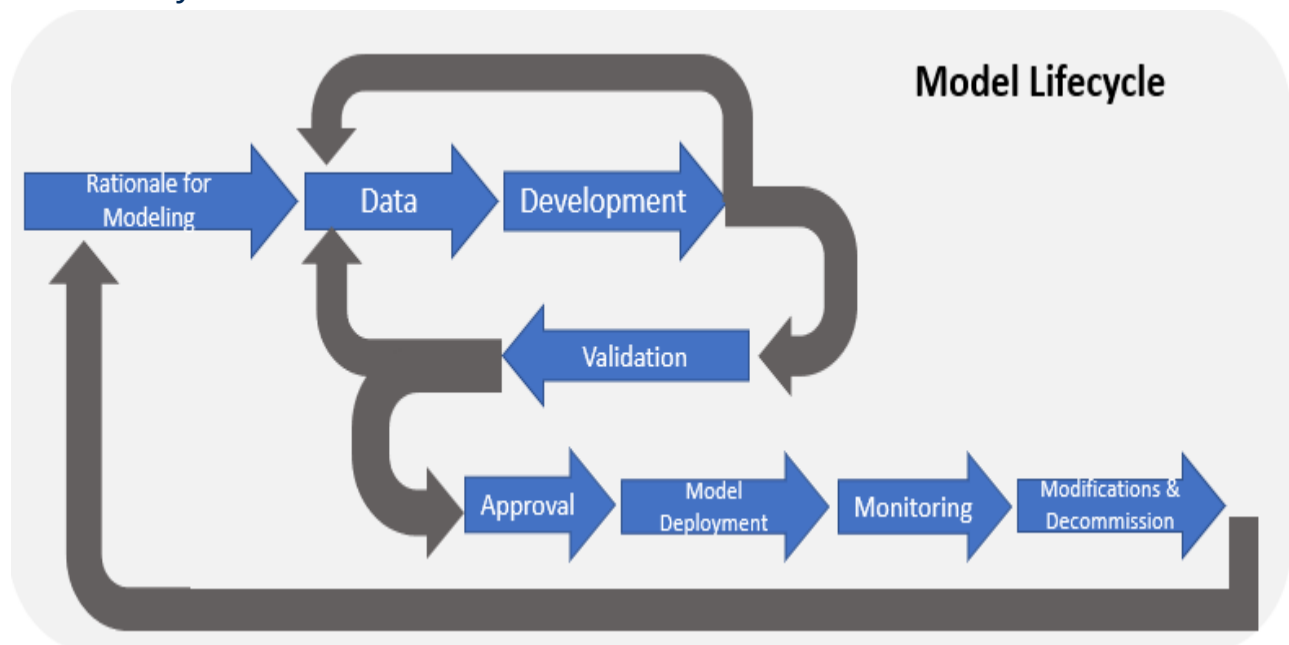 Model Lifecycle
Rationale for
Modeling
Data
Development
Validation
Approval
Model
Deployment
Monitoring
Modifications &
Decommission